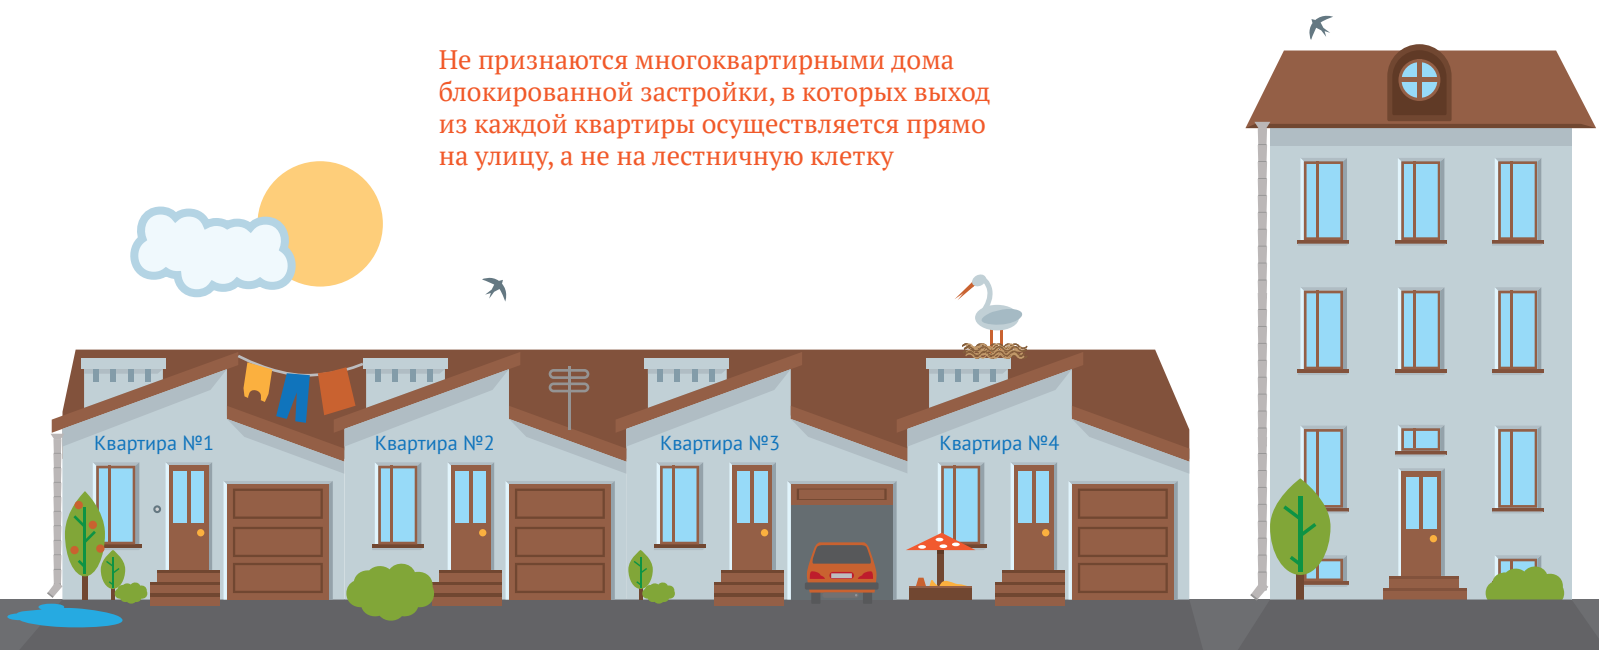 Не признаются многоквартирными дома
блокированной застройки, в которых выход
из каждой квартиры осуществляется прямо
на улицу, а не на лестничную клетку
Квартира №1
Квартира №2
Квартира №3
Квартира №4